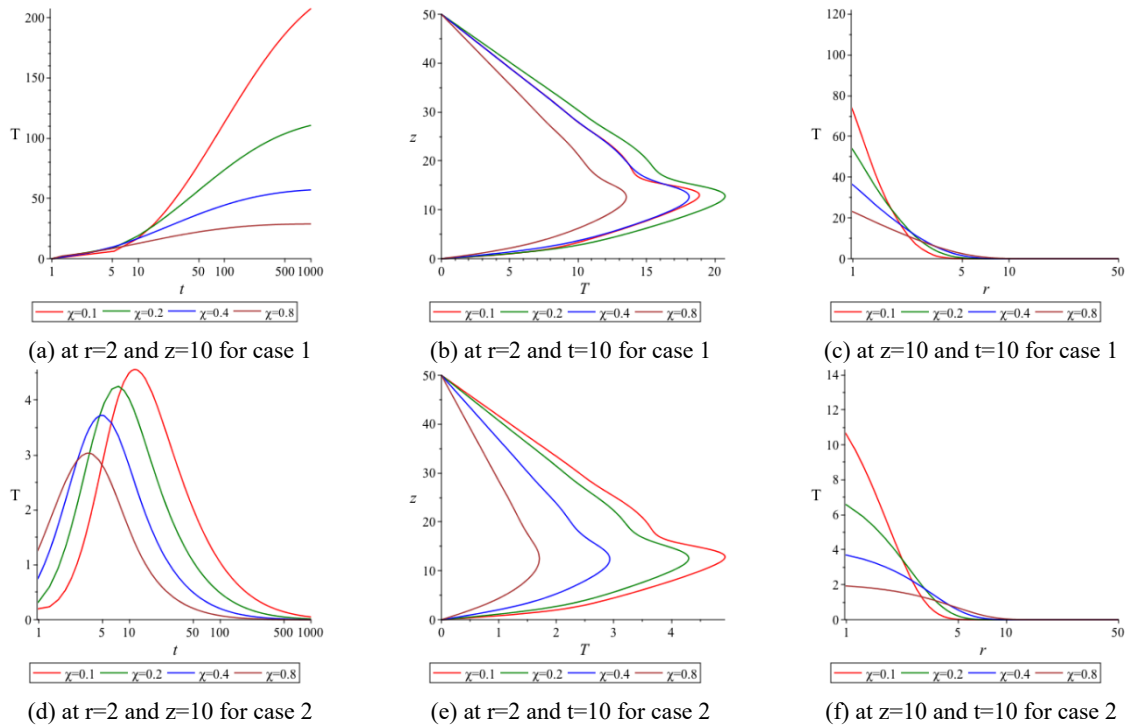 200
150
T
100
50
0
1 5 10 50 100 500 1000
t
χ=0.1 χ=0.2 χ=0.4 χ=0.8
(a) at r=2 and z=10 for case 1
50
40
30
z
20
10
0
0 5 10 15 20
T
χ=0.1 χ=0.2 χ=0.4 χ=0.8
(b) at r=2 and t=10 for case 1
120
100
80
T
60
40
20
0
1 5 10 50
r
χ=0.1 χ=0.2 χ=0.4 χ=0.8
(c) at z=10 and t=10 for case 1
4
3
T
2
1
0
1 5 10 50 100 500 1000
t
χ=0.1 χ=0.2 χ=0.4 χ=0.8
(d) at r=2 and z=10 for case 2
50
40
30
z
20
10
0
0 1 2 3 4
T
χ=0.1 χ=0.2 χ=0.4 χ=0.8
(e) at r=2 and t=10 for case 2
14
12
10
8
T
6
4
2
0
1 5 10 50
r
χ=0.1 χ=0.2 χ=0.4 χ=0.8
(f) at z=10 and t=10 for case 2